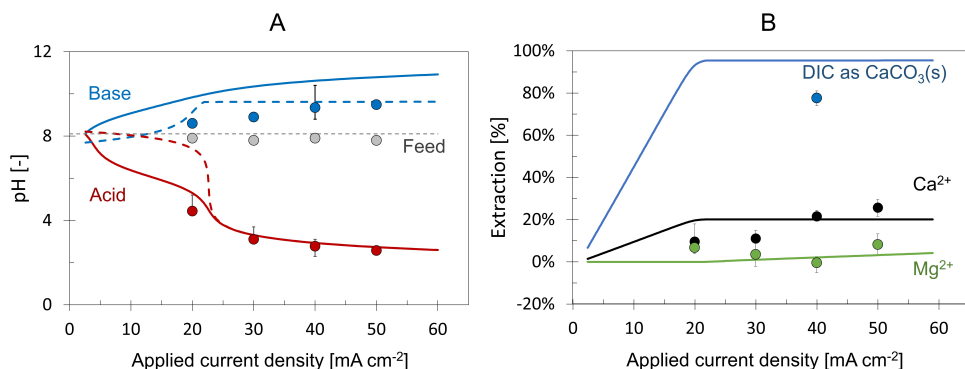 A
12
8
4
0
pH [-]
Base
Acid
Feed
0
10
20
30
40
50
60
Applied current density [mA cm⁻²]
B
100%
80%
60%
40%
20%
0%
-20%
Extraction [%]
DIC as CaCO₃(s)
Ca²⁺
Mg²⁺
0
10
20
30
40
50
60
Applied current density [mA cm⁻²]